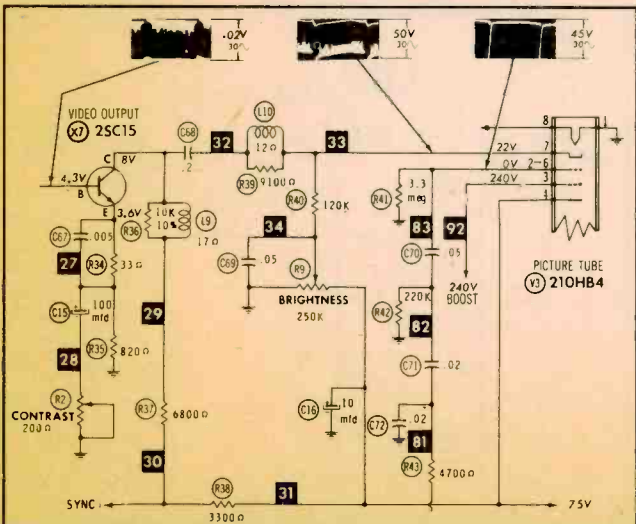 .02V
30∿
50V
30∿
45V
30∿
VIDEO OUTPUT
X7 2SC15
C 8V
4.3V
B
E
C68
.2
32
L10
12Ω
R39 9100Ω
33
22V
0V
240V
8
1
7
2-6
3
4
R40
120K
R41
3.3
meg
83
92
C70 .05
240V
BOOST
PICTURE TUBE
V3 210HB4
3.6V
R36
10K
10%
L9
17Ω
C67 .005
27
R34 33Ω
C15
100
mfd
28
R35
820Ω
29
34
C69 .05
R9
BRIGHTNESS
250K
220K
R42
82
C71 .02
R2
CONTRAST
200Ω
R37
6800Ω
30
C16
10
mfd
C72 .02
81
R43
4700Ω
SYNC
R38
3300Ω
31
75V